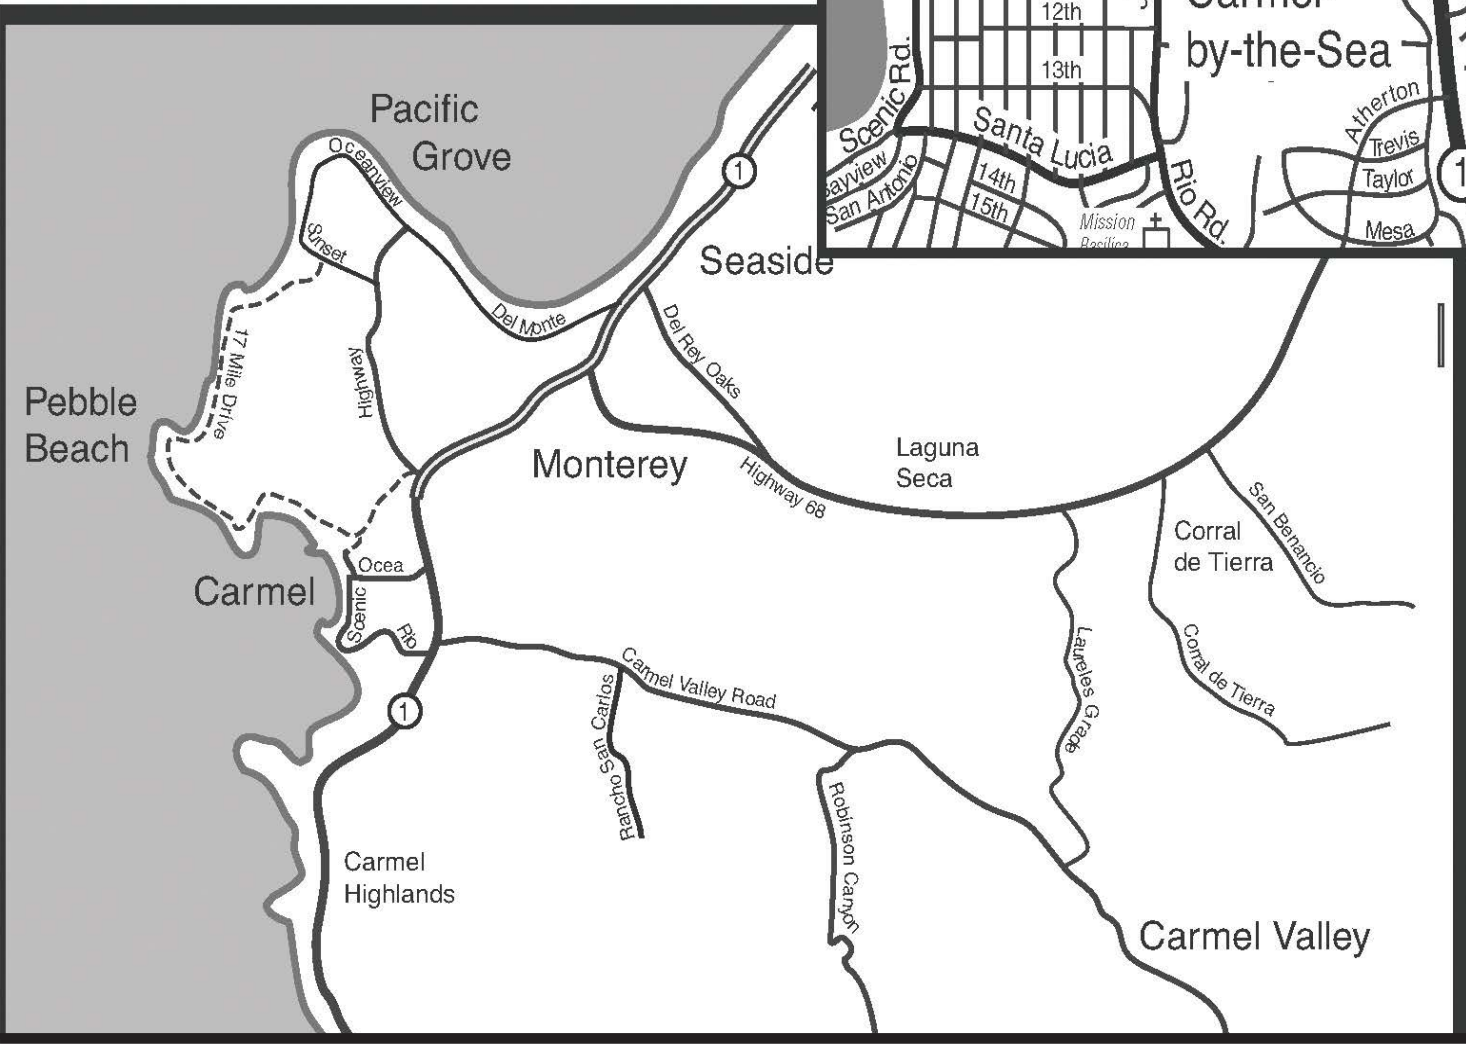 12th
Carmel-
by-the-Sea
13th
Scenic Rd.
Santa Lucia
Atherton
Trevis
Taylor
Mesa
1
San Antonio
14th
15th
Rio Rd.
Mission
Basilica
Pacific
Grove
Oceanview
Sunset
1
Seaside
Del Monte
Del Rey Oaks
17 Mile Drive
Highway
Pebble
Beach
Monterey
Highway 68
Laguna
Seca
San Benancio
Corral
de Tierra
Corral de Tierra
Laureles Grade
Ocea
Carmel
Scenic
Rio
Carmel Valley Road
Rancho San Carlos
1
Robinson Canyon
Carmel
Highlands
Carmel Valley